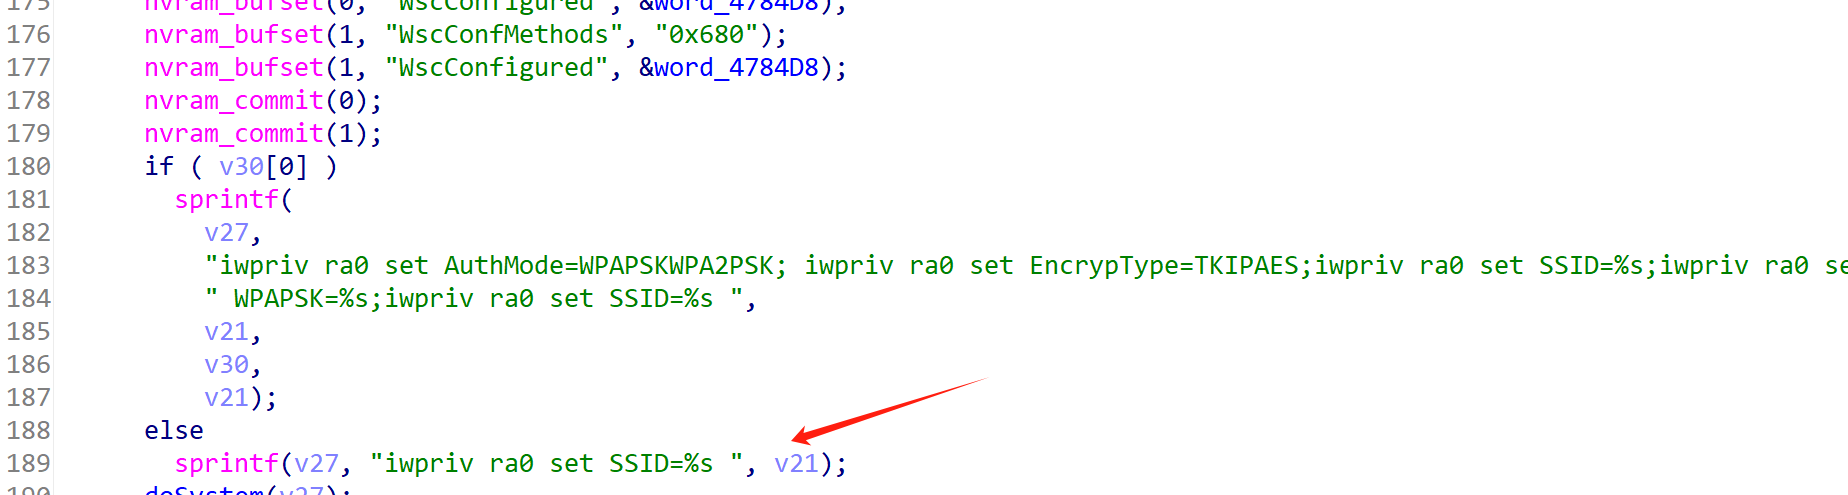 175 nvram_bufset(0, "WscConfigured", &word_4784D8);
176 nvram_bufset(1, "WscConfMethods", "0x680");
177 nvram_bufset(1, "WscConfigured", &word_4784D8);
178 nvram_commit(0);
179 nvram_commit(1);
180 if ( v30[0] )
181 sprintf(
182 v27,
183 "iwpriv ra0 set AuthMode=WPAPSKWPA2PSK; iwpriv ra0 set EncrypType=TKIPAES;iwpriv ra0 set SSID=%s;iwpriv ra0 se
184 " WPAPSK=%s;iwpriv ra0 set SSID=%s ",
185 v21,
186 v30,
187 v21);
188 else
189 sprintf(v27, "iwpriv ra0 set SSID=%s ", v21);
190 doSystem(v27);